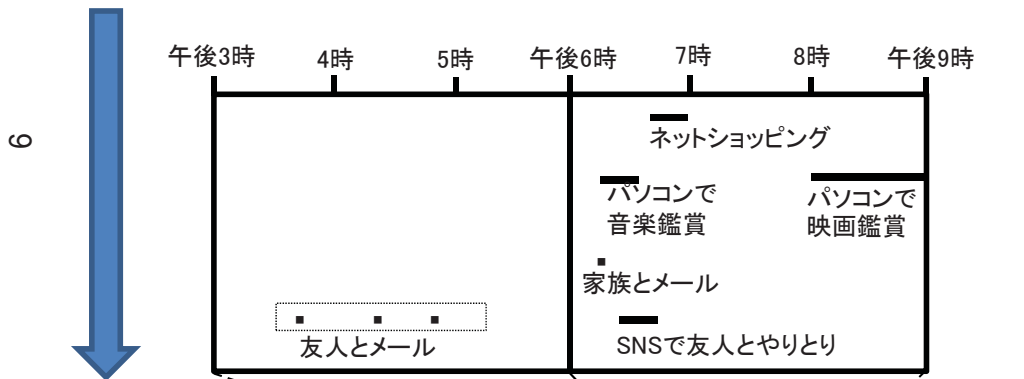 午後3時 4時 5時 午後6時 7時 8時 午後9時
9
ネットショッピング
パソコンで
音楽鑑賞
パソコンで
映画鑑賞
家族とメール
友人とメール
SNSで友人とやりとり